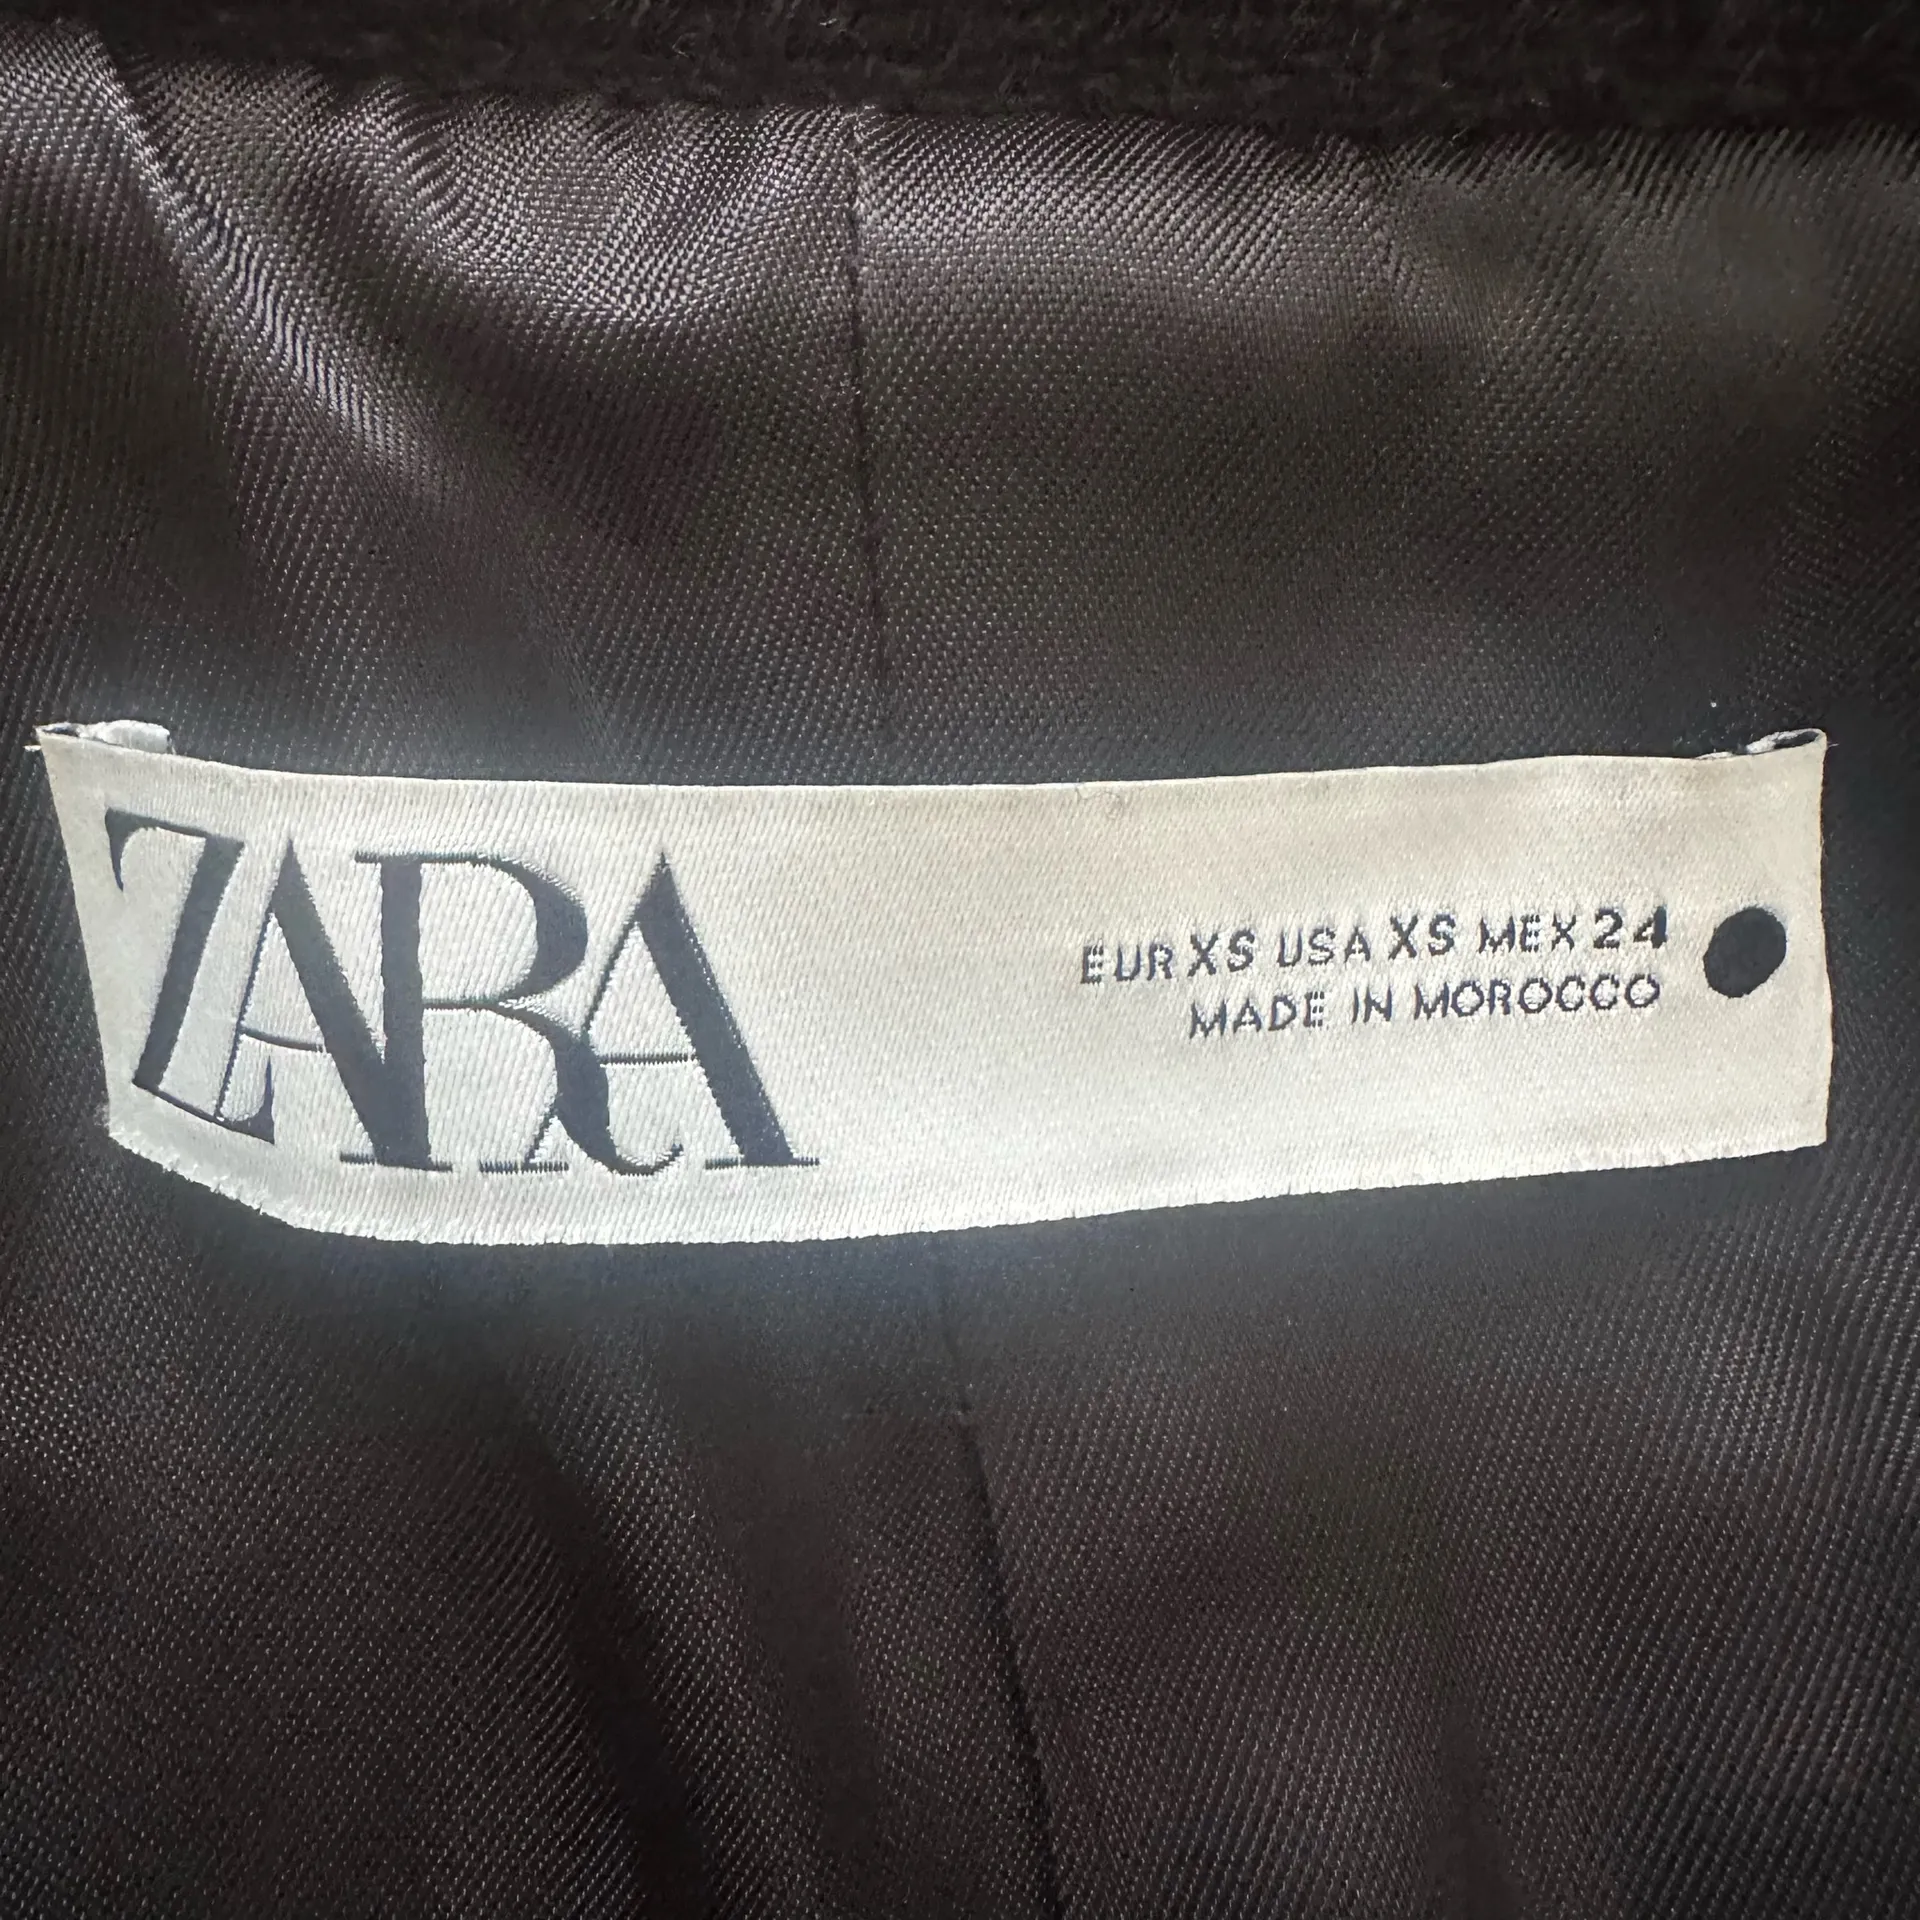 ZARA
EUR XS USA XS MEX 24
MADE IN MOROCCO